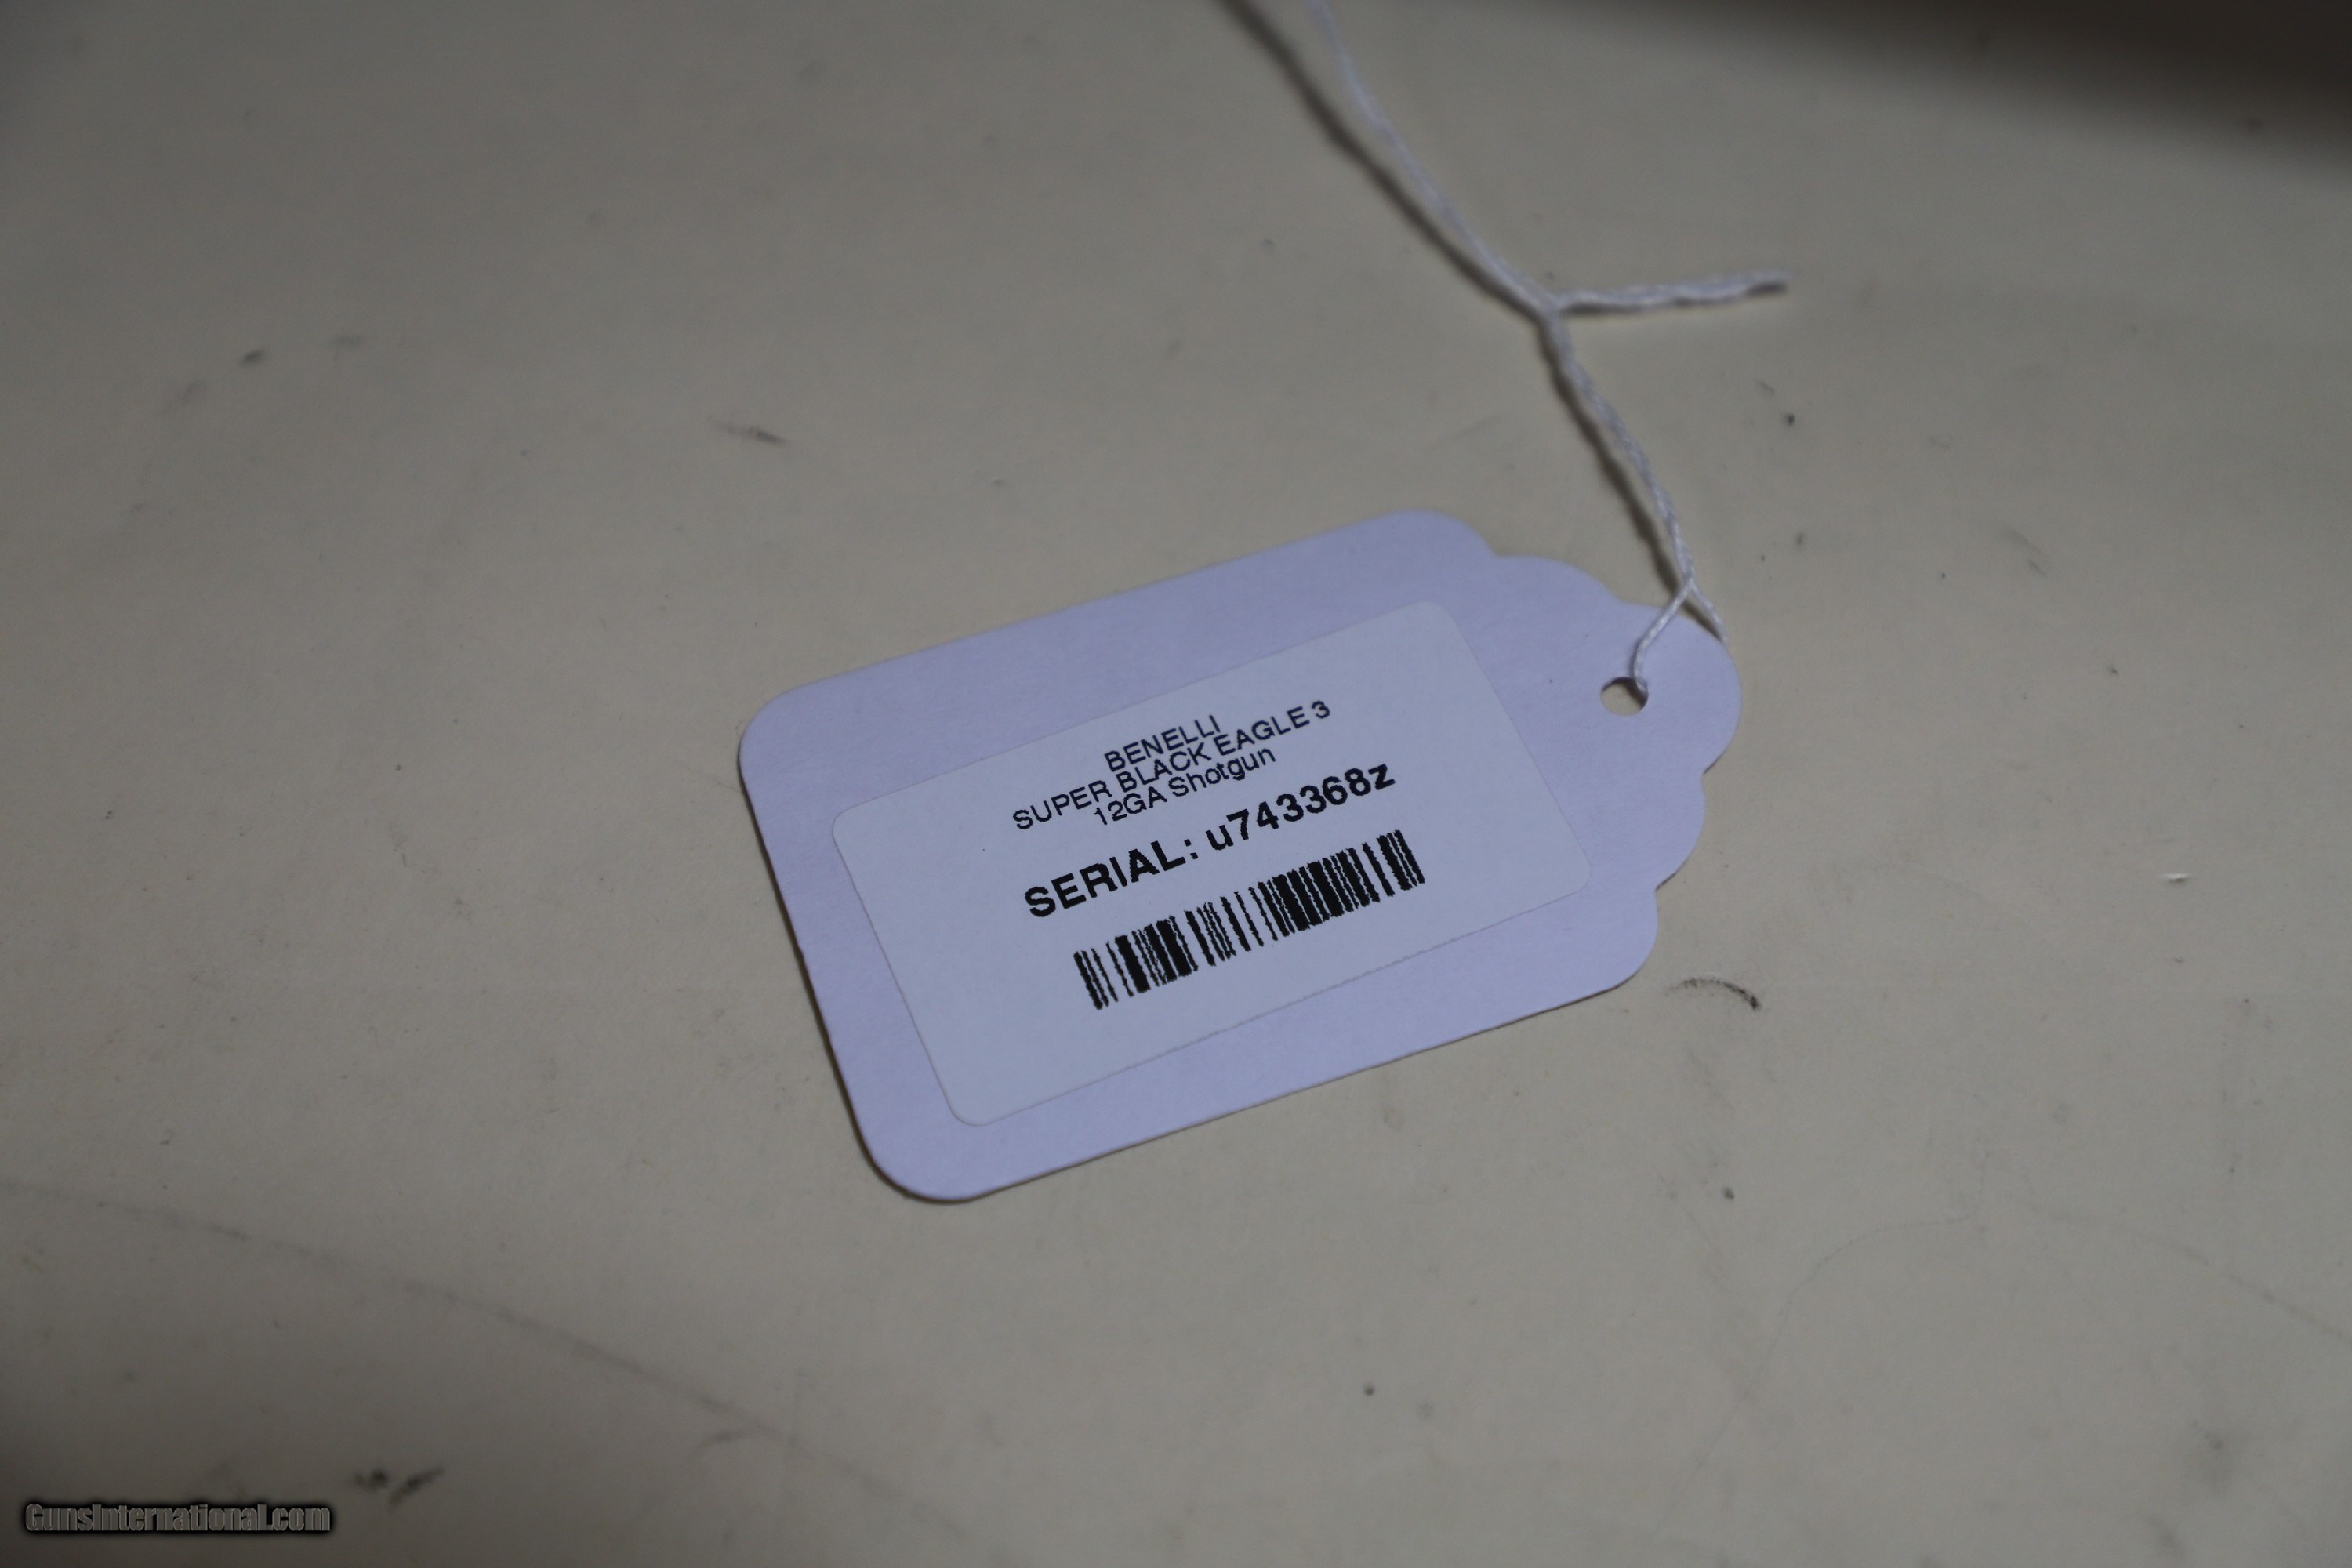 BENELLI
SUPER BLACK EAGLE 3
12GA Shotgun
SERIAL: u743368z
GunsInternational.com